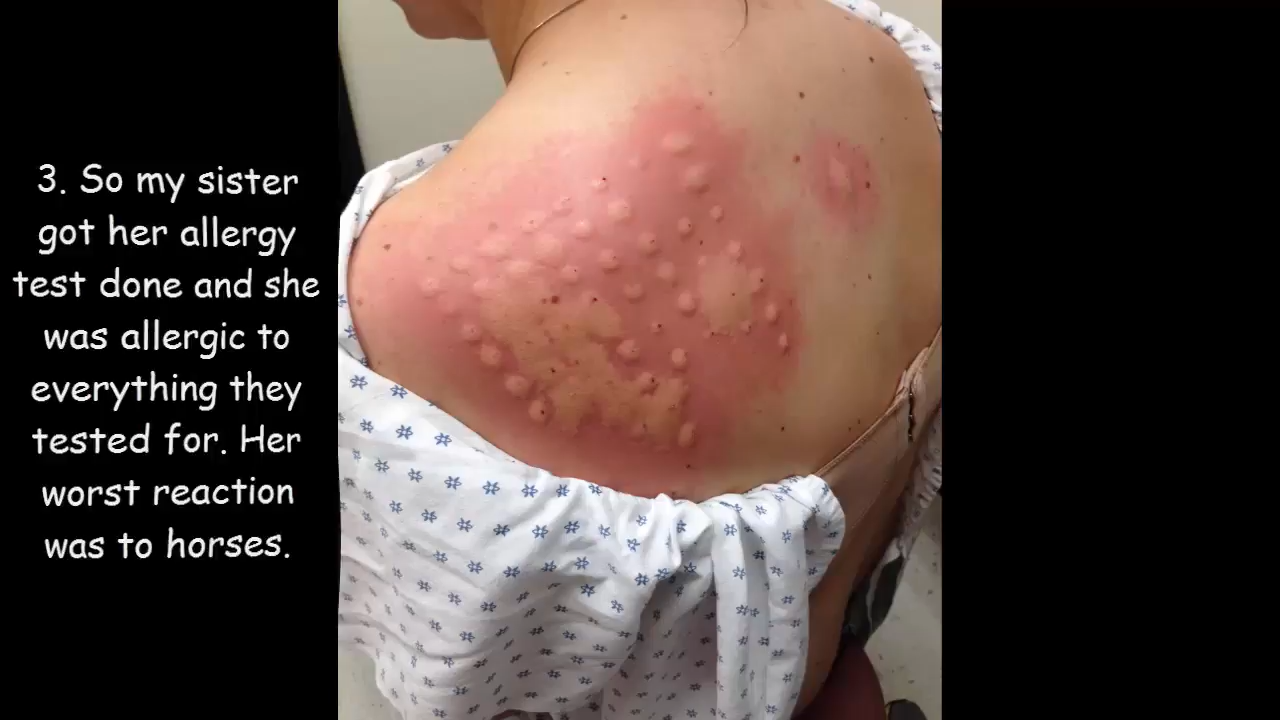 3. So my sister
got her allergy
test done and she
was allergic to
everything they
tested for. Her
worst reaction
was to horses.